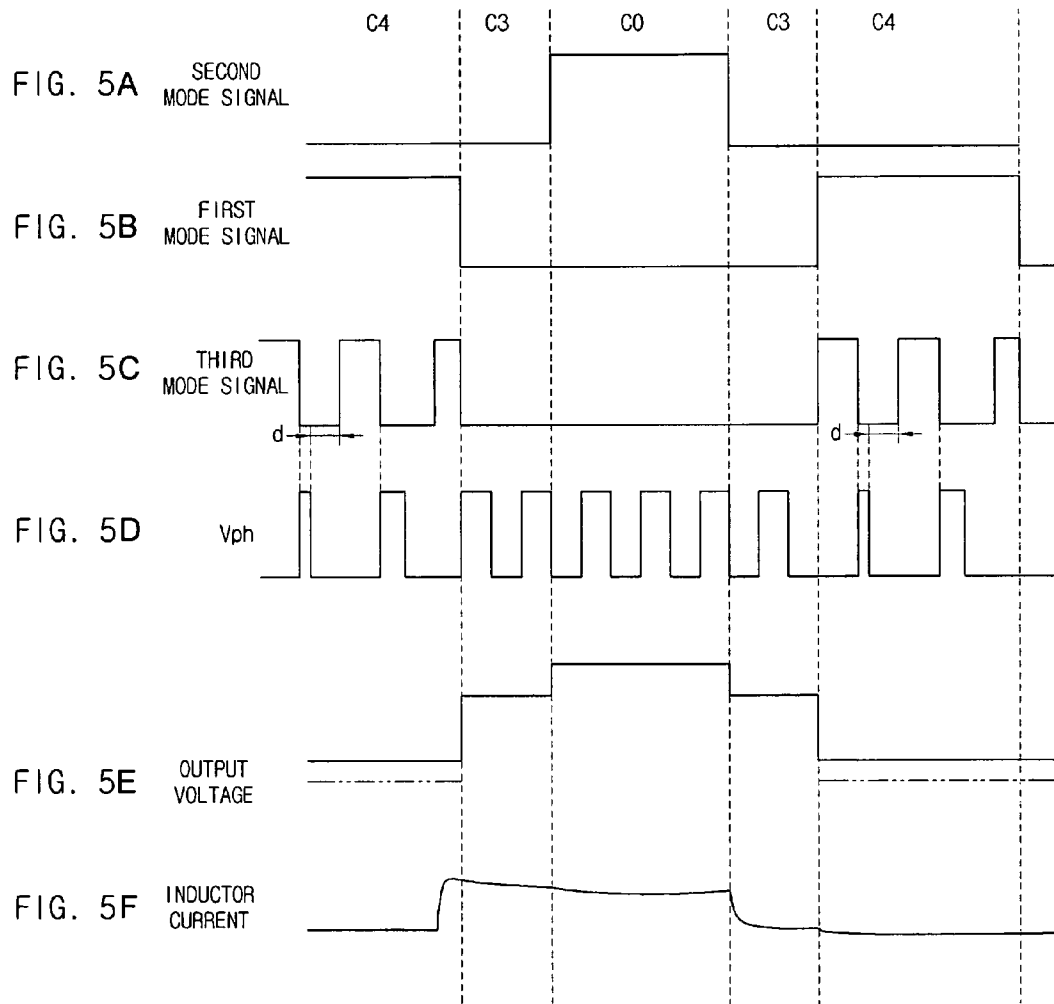 C4 C3 C0 C3 C4
FIG. 5A SECOND
MODE SIGNAL
FIG. 5B FIRST
MODE SIGNAL
FIG. 5C THIRD
MODE SIGNAL
d d
FIG. 5D Vph
FIG. 5E OUTPUT
VOLTAGE
FIG. 5F INDUCTOR
CURRENT